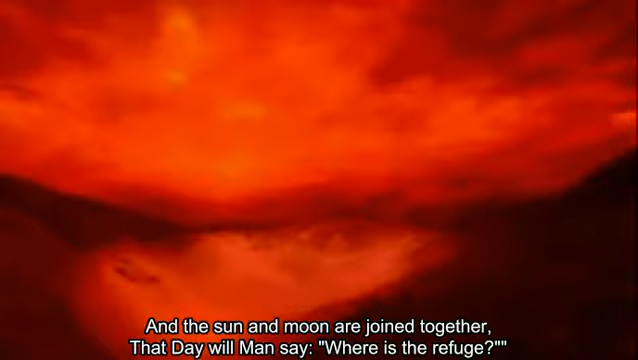 And the sun and moon are joined together,
That Day will Man say: "Where is the refuge?""